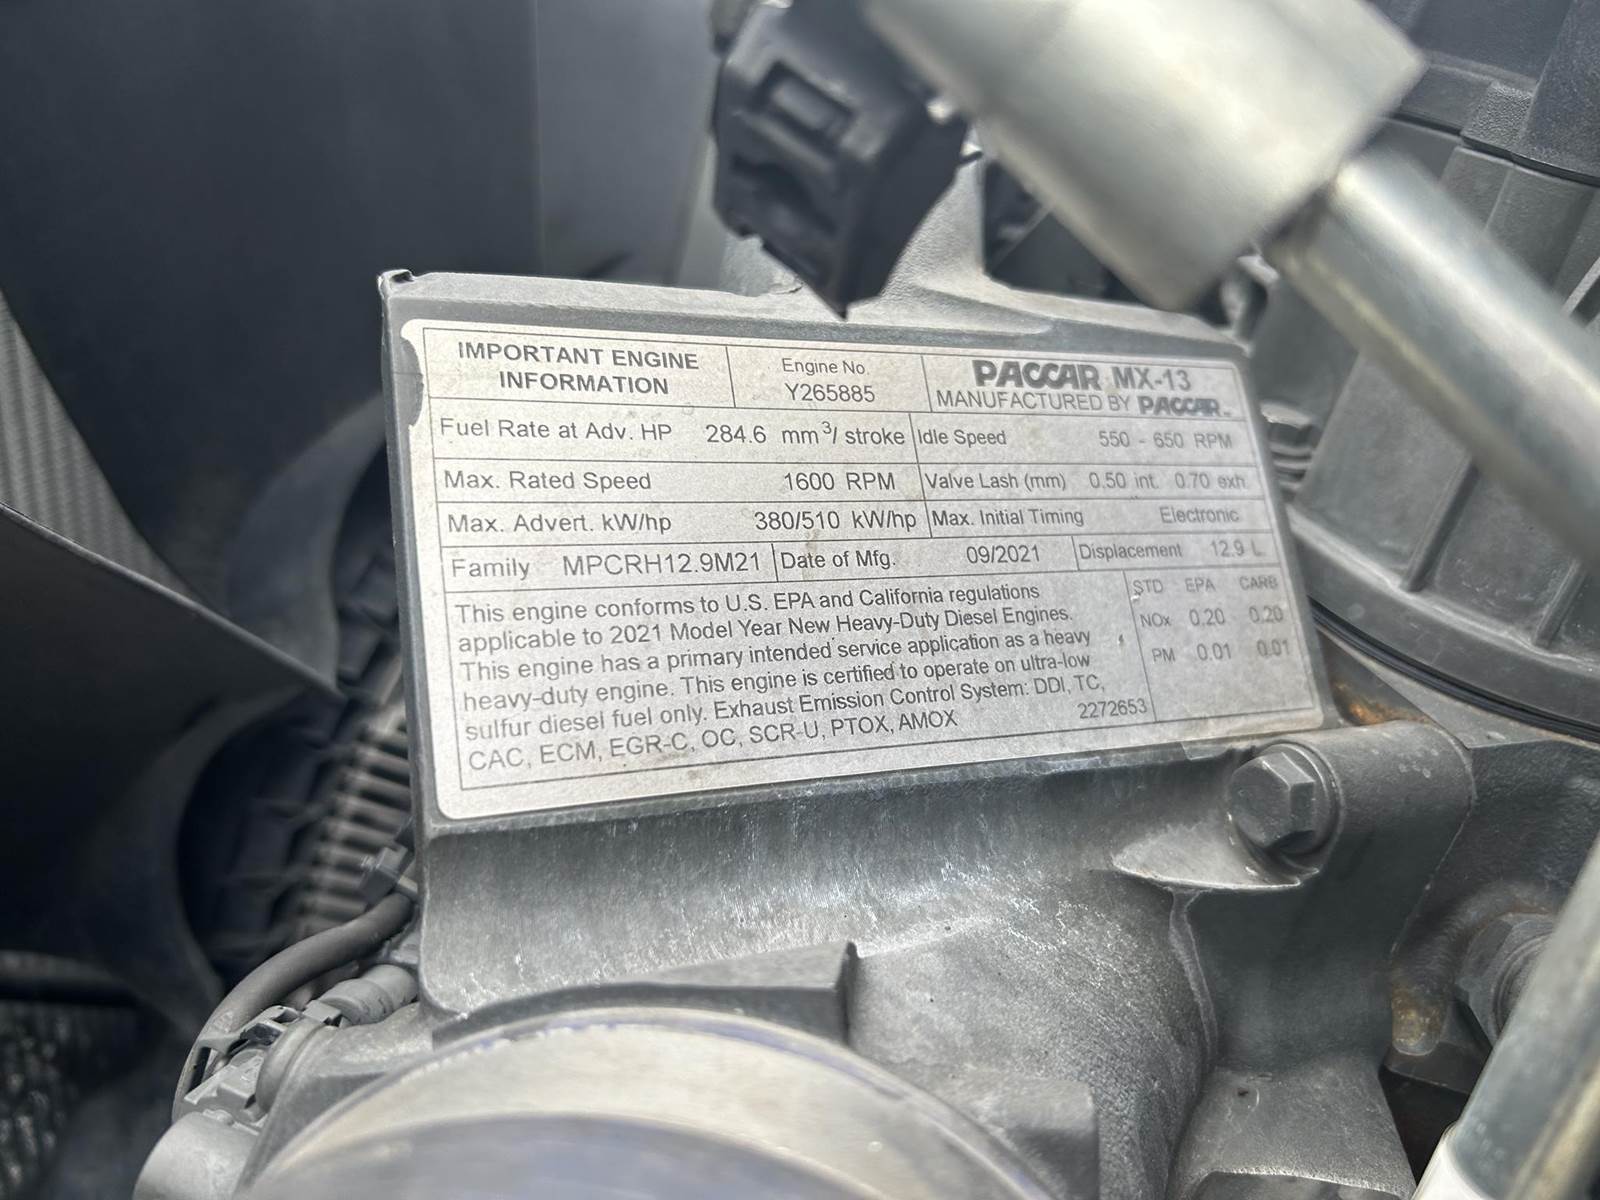 IMPORTANT ENGINE
INFORMATION
Engine No.
Y265885
PACCAR MX-13
MANUFACTURED BY PACCAR
Fuel Rate at Adv. HP 284.6 mm³/ stroke
Idle Speed 550 - 650 RPM
Max. Rated Speed 1600 RPM
Valve Lash (mm) 0.50 int. 0.70 exh.
Max. Advert. kW/hp 380/510 kW/hp
Max. Initial Timing Electronic
Family MPCRH12.9M21
Date of Mfg. 09/2021
Displacement 12.9 L
This engine conforms to U.S. EPA and California regulations
applicable to 2021 Model Year New Heavy-Duty Diesel Engines.
This engine has a primary intended service application as a heavy
heavy-duty engine. This engine is certified to operate on ultra-low
sulfur diesel fuel only. Exhaust Emission Control System: DDI, TC,
CAC, ECM, EGR-C, OC, SCR-U, PTOX, AMOX
2272653
STD EPA CARB
NOx 0.20 0.20
PM 0.01 0.01